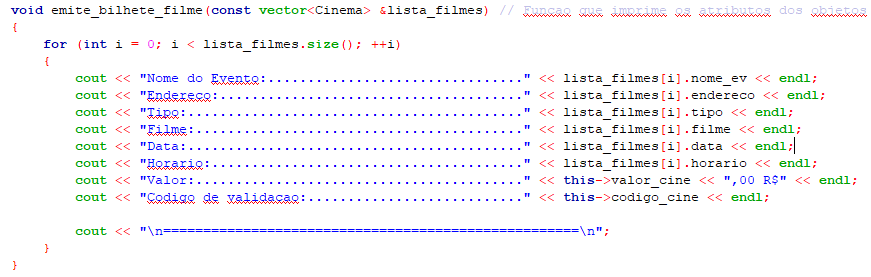 void emite_bilhete_filme(const vector<Cinema> &lista_filmes) // Funcao que imprime os atributos dos objetos
{
for (int i = 0; i < lista_filmes.size(); ++i)
{
cout << "Nome do Evento:................................" << lista_filmes[i].nome_ev << endl;
cout << "Endereco:......................................" << lista_filmes[i].endereco << endl;
cout << "Tipo:.........................................." << lista_filmes[i].tipo << endl;
cout << "Filme:........................................." << lista_filmes[i].filme << endl;
cout << "Data:.........................................." << lista_filmes[i].data << endl;
cout << "Horario:......................................." << lista_filmes[i].horario << endl;
cout << "Valor:........................................." << this->valor_cine << ",00 R$" << endl;
cout << "Codigo de validacao:..........................." << this->codigo_cine << endl;
cout << "\n====================================================\n";
}
}